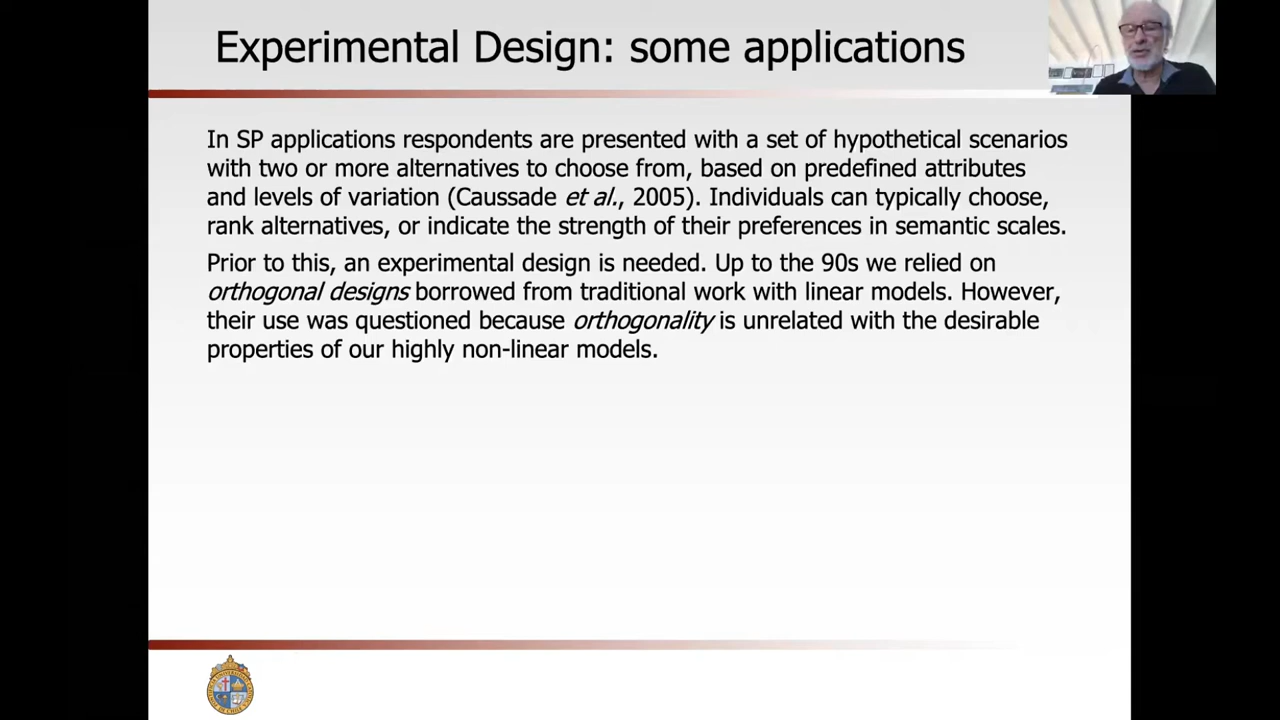 Experimental Design: some applications
In SP applications respondents are presented with a set of hypothetical scenarios
with two or more alternatives to choose from, based on predefined attributes
and levels of variation (Caussade et al., 2005). Individuals can typically choose,
rank alternatives, or indicate the strength of their preferences in semantic scales.
Prior to this, an experimental design is needed. Up to the 90s we relied on
orthogonal designs borrowed from traditional work with linear models. However,
their use was questioned because orthogonality is unrelated with the desirable
properties of our highly non-linear models.